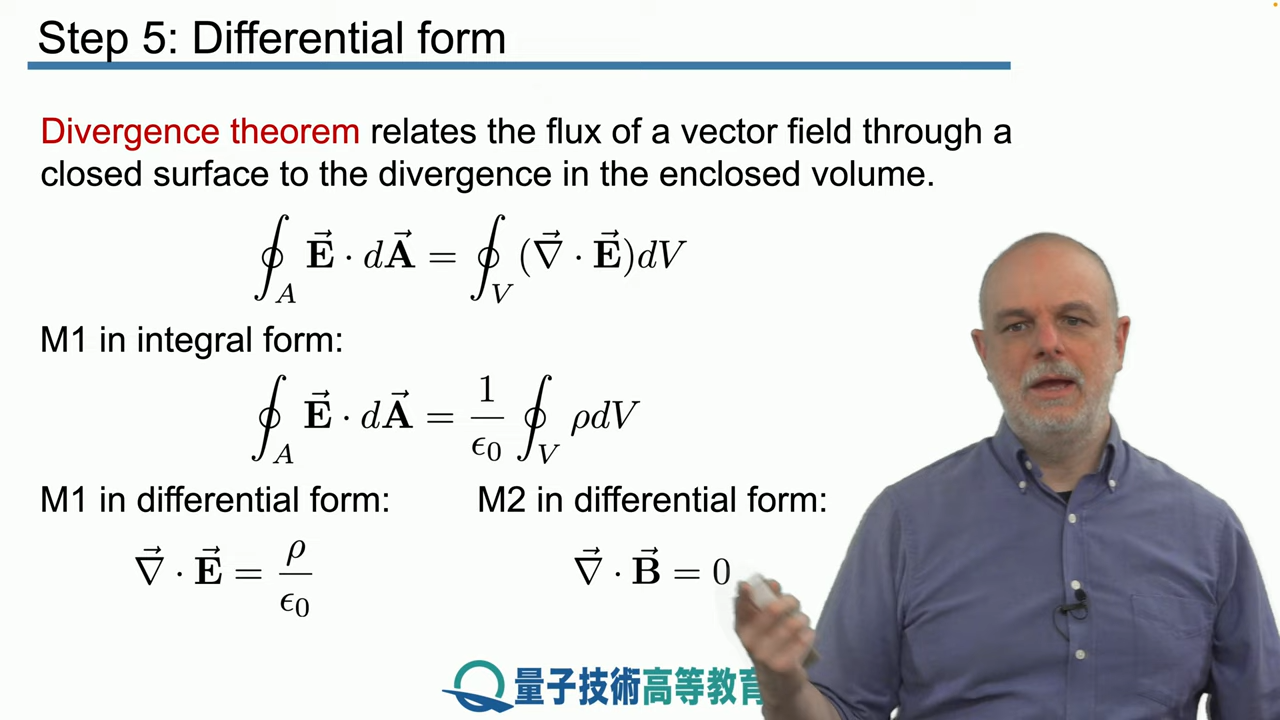 Step 5: Differential form
Divergence theorem relates the flux of a vector field through a
closed surface to the divergence in the enclosed volume.
∮_A E⃗ · dA⃗ = ∮_V (∇⃗ · E⃗)dV
M1 in integral form:
∮_A E⃗ · dA⃗ = 1/ϵ₀ ∮_V ρdV
M1 in differential form:
M2 in differential form:
∇⃗ · E⃗ = ρ/ϵ₀
∇⃗ · B⃗ = 0
量子技術高等教育